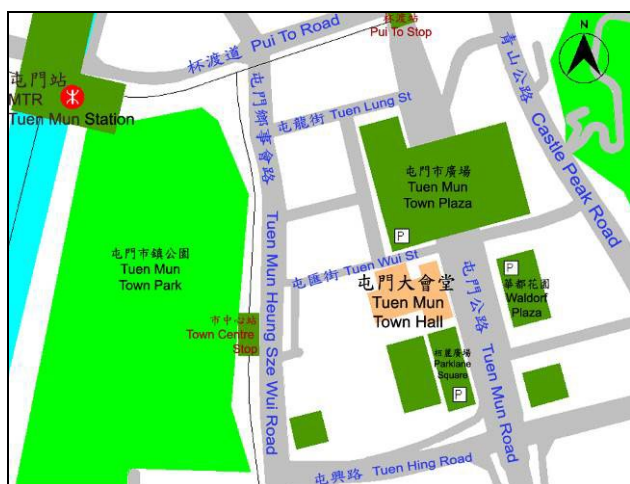 杯渡站
Pui To Stop
N
杯渡道 Pui To Road
青山公路 Castle Peak Road
屯門站
MTR
Tuen Mun Station
屯龍街 Tuen Lung St
屯門鄉事會路 Tuen Mun Heung Sze Wui Road
屯門市廣場
Tuen Mun
Town Plaza
P
屯門市鎮公園
Tuen Mun
Town Park
屯匯街 Tuen Wui St
屯門大會堂
Tuen Mun
Town Hall
屯門公路 Tuen Mun Road
P
華都花園
Waldorf
Plaza
市中心站
Town Centre
Stop
栢麗廣場
Parklane
Square
P
屯興路 Tuen Hing Road